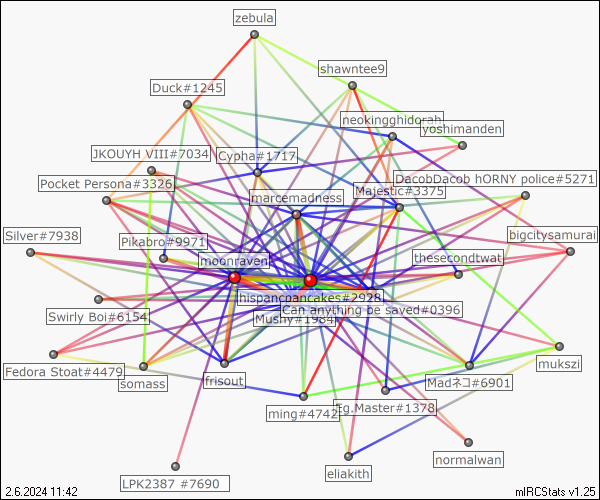 zebula
shawntee9
Duck#1245
neokingghidorah
yoshimanden
JKOUYH VIII#7034
Cypha#1717
DacobDacob hORNY police#5271
Pocket Persona#3326
Majestic#3375
marcemadness
Silver#7938
bigcitysamurai
Pikabro#9971
moonraven
thesecondtwat
hispancpancakes#2928
Can anything be saved#0396
Swirly Boi#6154
Mushy#1984
Fedora Stoat#4479
somass
frisout
Madネコ#6901
mukszi
ming#4742
Fg.Master#1378
normalwan
eliakith
LPK2387 #7690
2.6.2024 11:42
mIRCStats v1.25